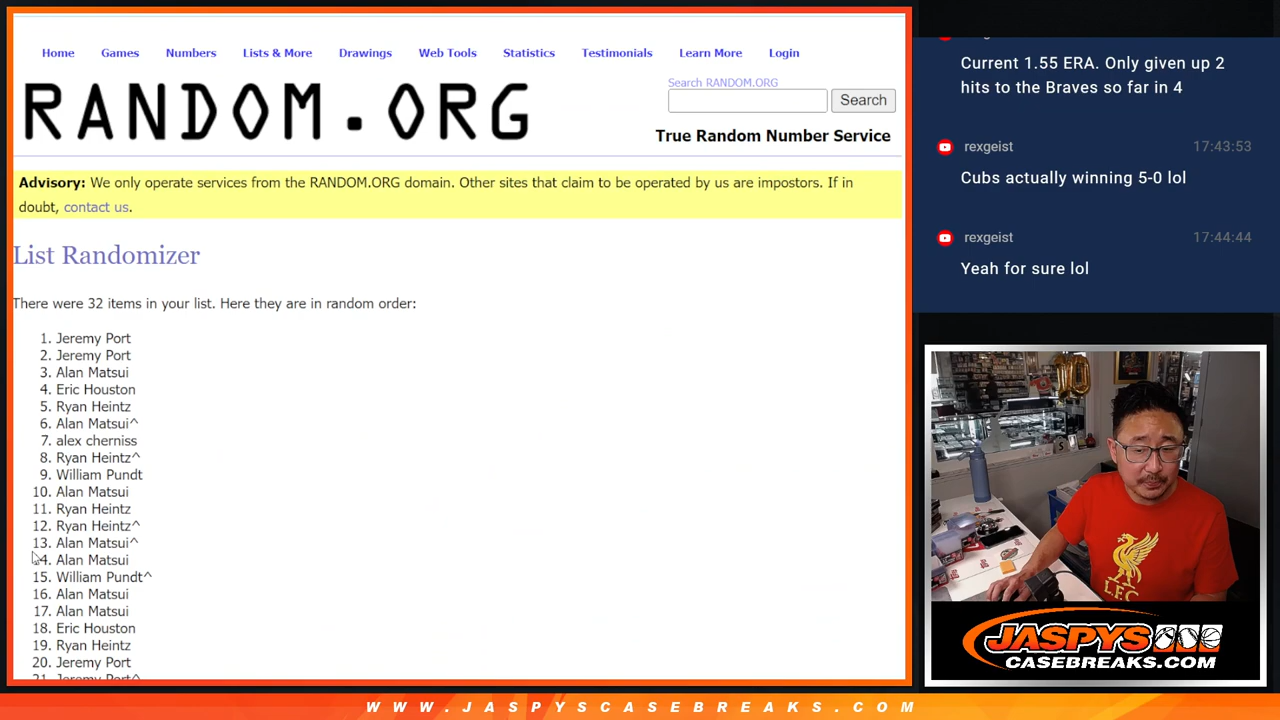 Home Games Numbers Lists & More Drawings Web Tools Statistics Testimonials Learn More Login
RANDOM.ORG
Search RANDOM.ORG
Search
True Random Number Service
Advisory: We only operate services from the RANDOM.ORG domain. Other sites that claim to be operated by us are impostors. If in
doubt, contact us.
List Randomizer
There were 32 items in your list. Here they are in random order:
1. Jeremy Port
2. Jeremy Port
3. Alan Matsui
4. Eric Houston
5. Ryan Heintz
6. Alan Matsui^
7. alex cherniss
8. Ryan Heintz^
9. William Pundt
10. Alan Matsui
11. Ryan Heintz
12. Ryan Heintz^
13. Alan Matsui^
14. Alan Matsui
15. William Pundt^
16. Alan Matsui
17. Alan Matsui
18. Eric Houston
19. Ryan Heintz
20. Jeremy Port
21. Jeremy Port^
Current 1.55 ERA. Only given up 2
hits to the Braves so far in 4
rexgeist 17:43:53
Cubs actually winning 5-0 lol
rexgeist 17:44:44
Yeah for sure lol
10
L.F.C.
JASPYS
CASEBREAKS.COM
WWW.JASPYSCASEBREAKS.COM